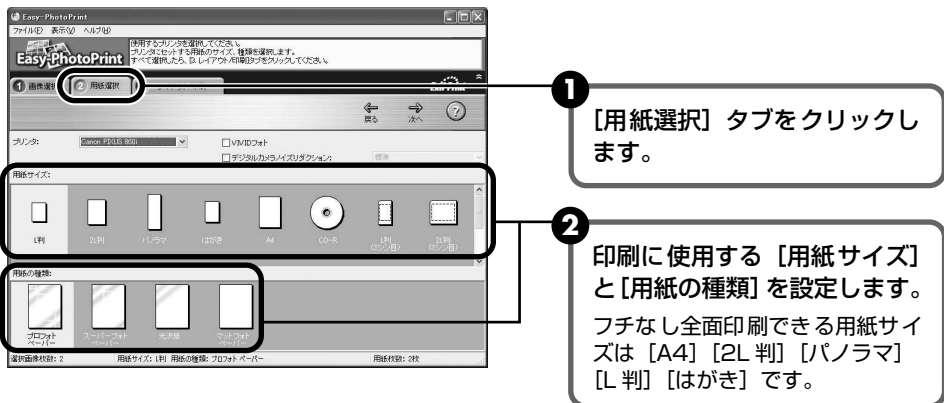 Easy-PhotoPrint
ファイル(F) 表示(V) ヘルプ(H)
Easy-PhotoPrint
使用するプリンタを選択してください。
プリンタにセットする用紙のサイズ、種類を選択します。
すべて選択したら、[3. レイアウト/印刷]タブをクリックしてください。
1 画像選択 2 用紙選択
戻る 次へ ?
プリンタ: Canon PIXUS 860i □VIVIDフォト
□デジタルカメラノイズリダクション: 標準
用紙サイズ:
L判 2L判 パノラマ はがき A4 CD-R L判 2L判
(ミシン目) (ミシン目)
用紙の種類:
プロフォト スーパーフォト 光沢紙 マットフォト
ペーパー ペーパー ペーパー
選択画像枚数: 2 用紙サイズ: L判 用紙の種類: プロフォト ペーパー 用紙枚数: 2枚
1
[用紙選択] タブをクリックし
ます。
2
印刷に使用する [用紙サイズ]
と[用紙の種類] を設定します。
フチなし全面印刷できる用紙サイ
ズは [A4] [2L 判] [パノラマ]
[L 判] [はがき] です。